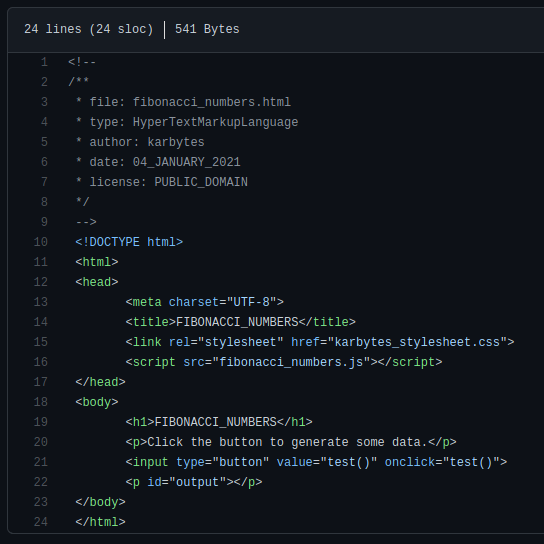 24 lines (24 sloc) | 541 Bytes
1 <!--
2 /**
3  * file: fibonacci_numbers.html
4  * type: HyperTextMarkupLanguage
5  * author: karbytes
6  * date: 04_JANUARY_2021
7  * license: PUBLIC_DOMAIN
8  */
9  -->
10  <!DOCTYPE html>
11  <html>
12  <head>
13         <meta charset="UTF-8">
14         <title>FIBONACCI_NUMBERS</title>
15         <link rel="stylesheet" href="karbytes_stylesheet.css">
16         <script src="fibonacci_numbers.js"></script>
17  </head>
18  <body>
19         <h1>FIBONACCI_NUMBERS</h1>
20         <p>Click the button to generate some data.</p>
21         <input type="button" value="test()" onclick="test()">
22         <p id="output"></p>
23  </body>
24  </html>